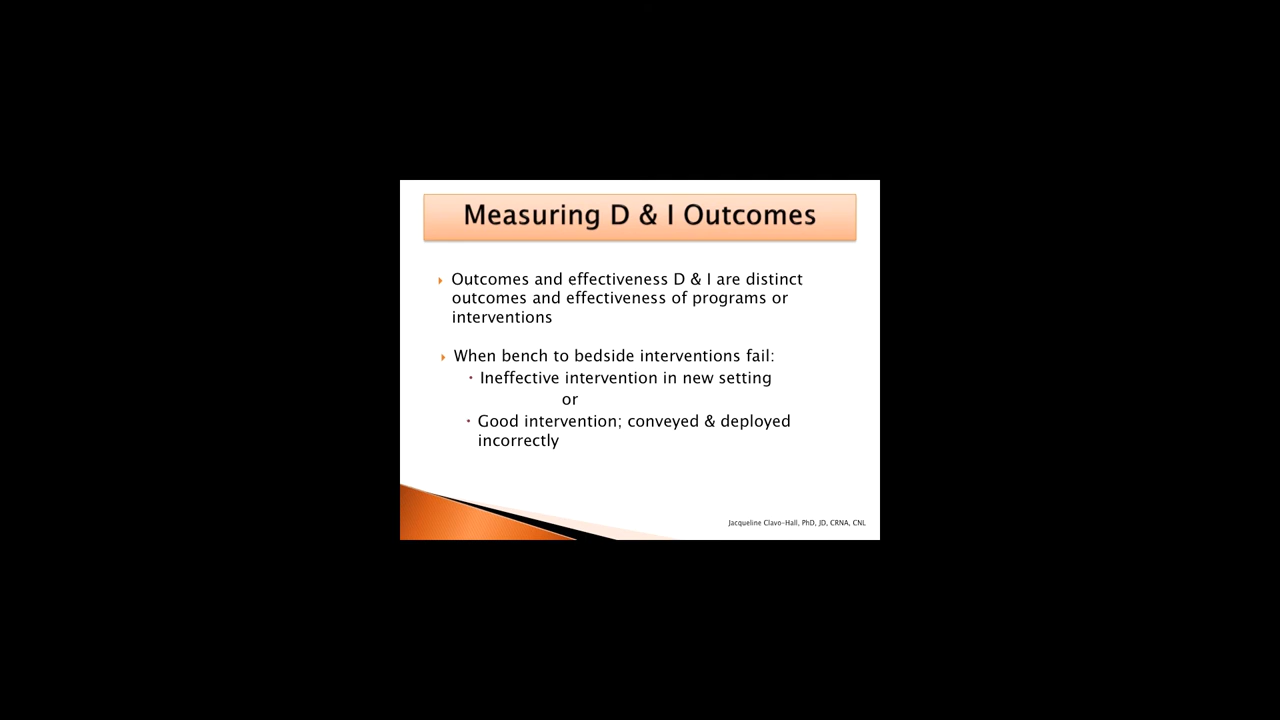 Measuring D & I Outcomes
Outcomes and effectiveness D & I are distinct
outcomes and effectiveness of programs or
interventions
When bench to bedside interventions fail:
• Ineffective intervention in new setting
or
• Good intervention; conveyed & deployed
incorrectly
Jacqueline Clavo-Hall, PhD, JD, CRNA, CNL